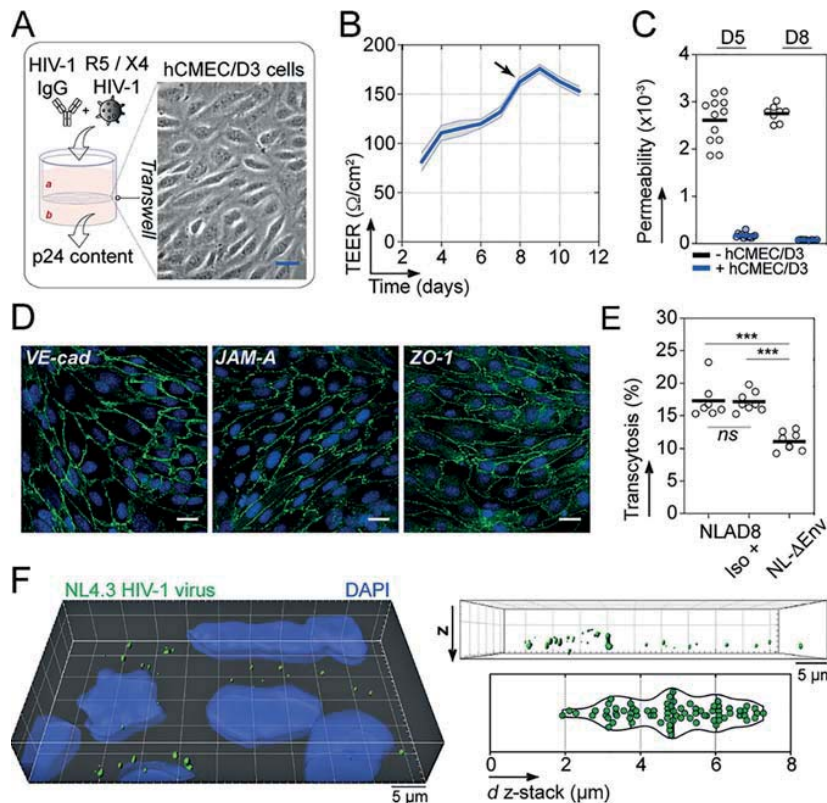 A
HIV-1 R5 / X4
IgG + HIV-1
hCMEC/D3 cells
a
b
Transwell
p24 content
B
200
150
100
50
0
TEER (Ω/cm²)
2 4 6 8 10 12
Time (days)
C
D5 D8
4
3
2
1
0
Permeability (x10⁻³)
- hCMEC/D3
+ hCMEC/D3
D
VE-cad
JAM-A
ZO-1
E
30
25
20
15
10
5
0
Transcytosis (%)
***
***
ns
NLAD8
Iso +
NL-ΔEnv
F
NL4.3 HIV-1 virus
DAPI
5 µm
z
5 µm
0 2 4 6 8
d z-stack (µm)